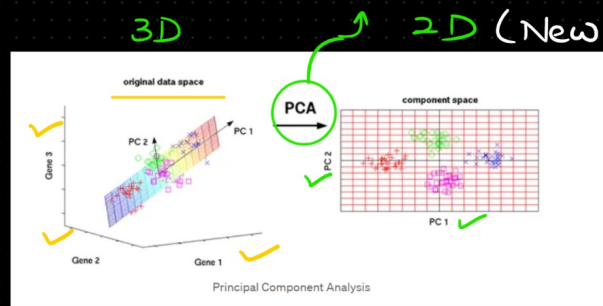 3D
2D (New
original data space
PCA
component space
PC 2
PC 1
Gene 3
Gene 2
Gene 1
PC 2
PC 1
Principal Component Analysis